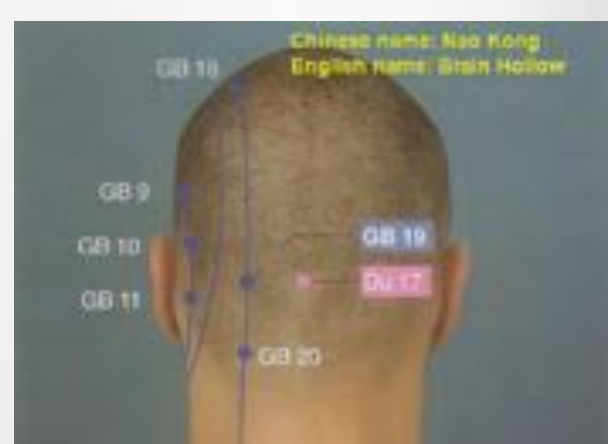 Chinese name: Nao Kong
English name: Brain Hollow
GB 18
GB 9
GB 10
GB 19
GB 11
Du 17
GB 20